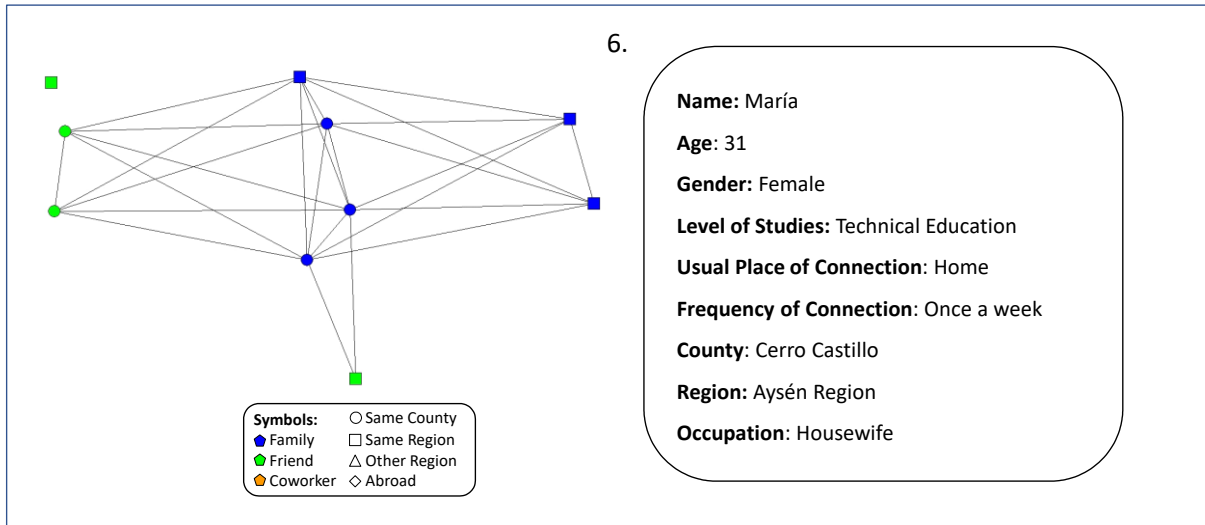 6.
Name: María
Age: 31
Gender: Female
Level of Studies: Technical Education
Usual Place of Connection: Home
Frequency of Connection: Once a week
County: Cerro Castillo
Region: Aysén Region
Occupation: Housewife
Symbols:
Family
Friend
Coworker
Same County
Same Region
Other Region
Abroad